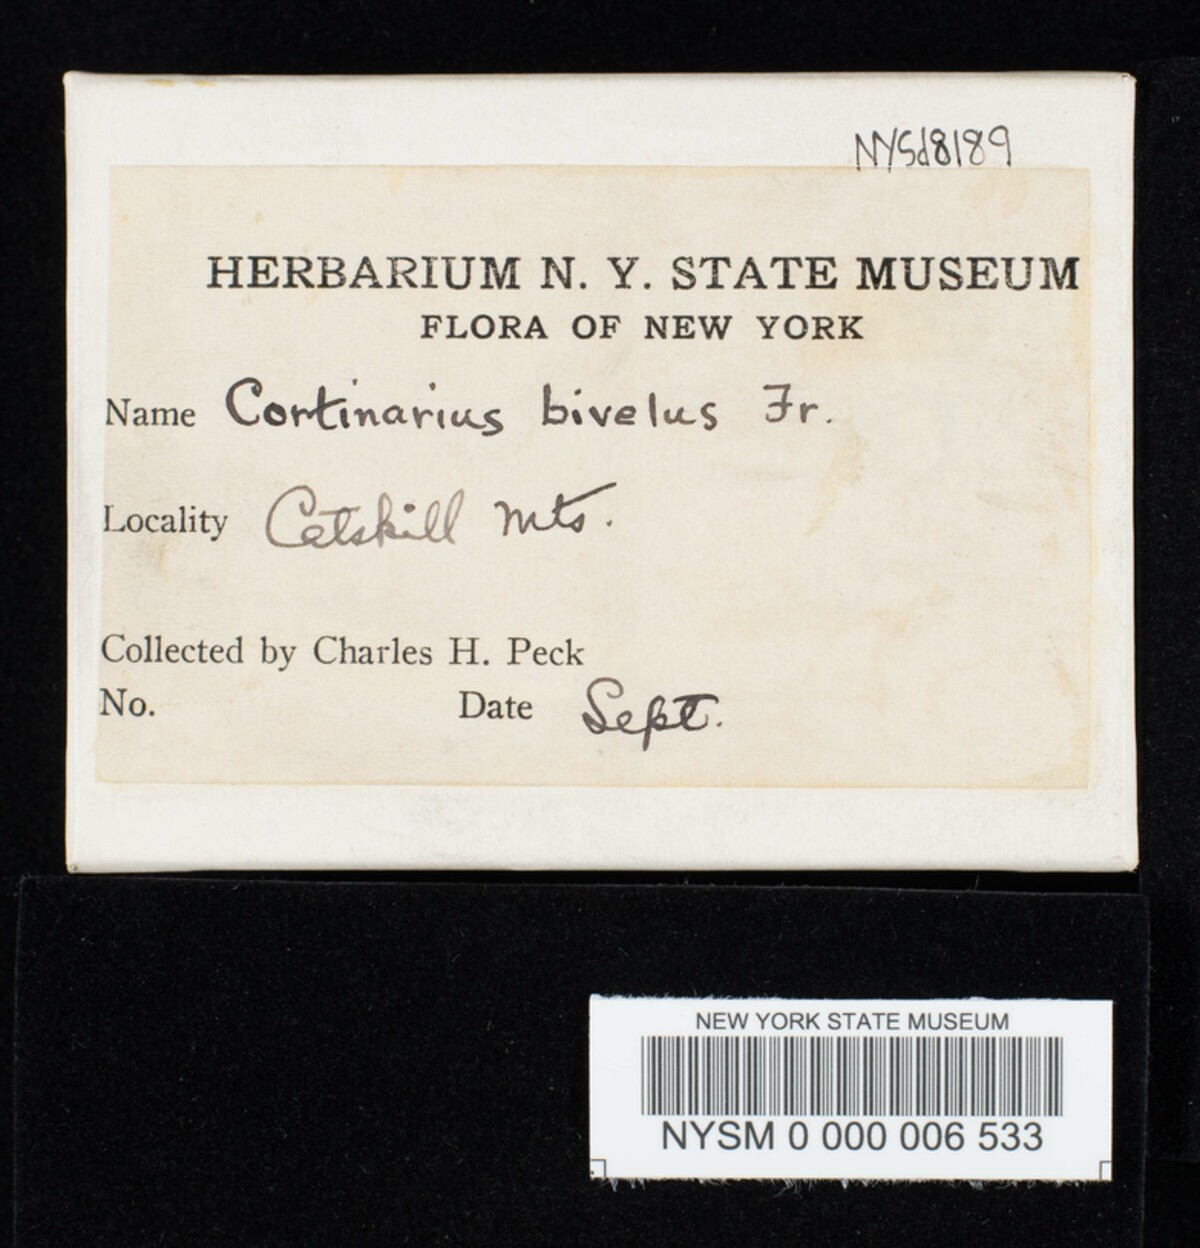 NYSd8189
HERBARIUM N. Y. STATE MUSEUM
FLORA OF NEW YORK
Name Cortinarius bivelus Fr.
Locality Catskill Mts.
Collected by Charles H. Peck
No. Date Sept.
NEW YORK STATE MUSEUM
NYSM 0 000 006 533